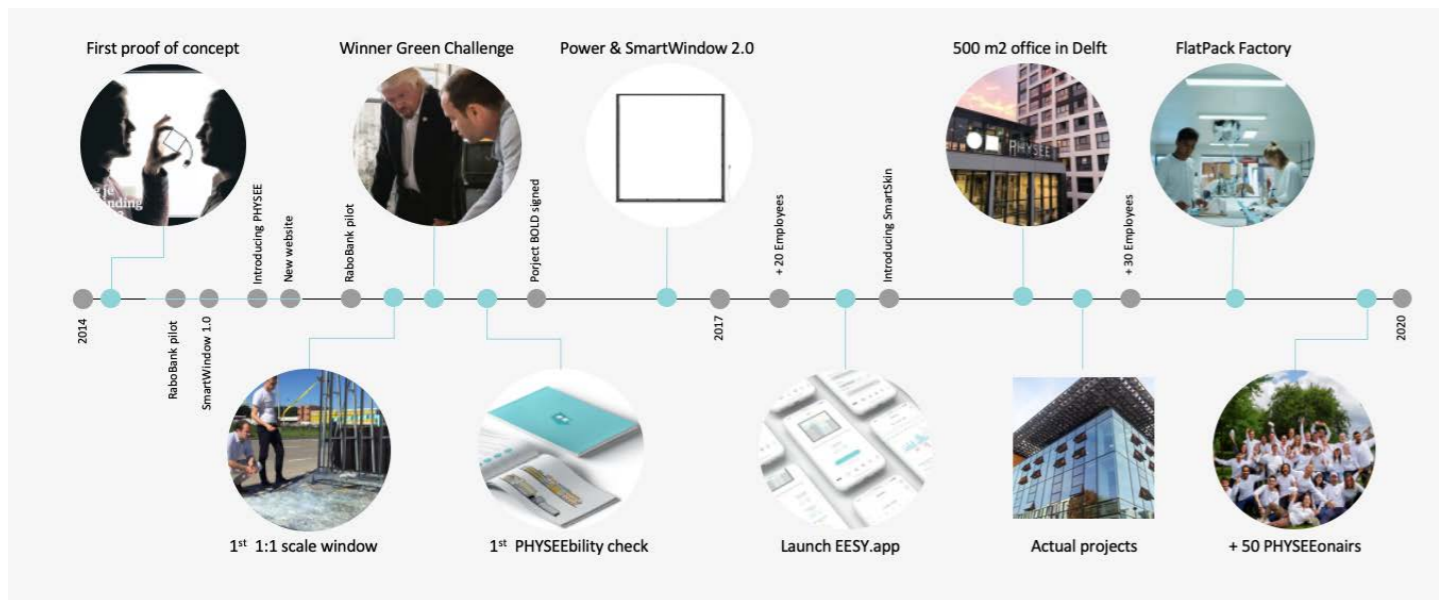 First proof of concept
Winner Green Challenge
Power & SmartWindow 2.0
500 m2 office in Delft
FlatPack Factory
PHYSEE
Introducing PHYSEE
New website
RaboBank pilot
Porject BOLD signed
+ 20 Employees
Introducing SmartSkin
+ 30 Employees
2014
RaboBank pilot
SmartWindow 1.0
2017
2020
1st 1:1 scale window
1st PHYSEEbility check
Launch EESY.app
Actual projects
+ 50 PHYSEEonairs